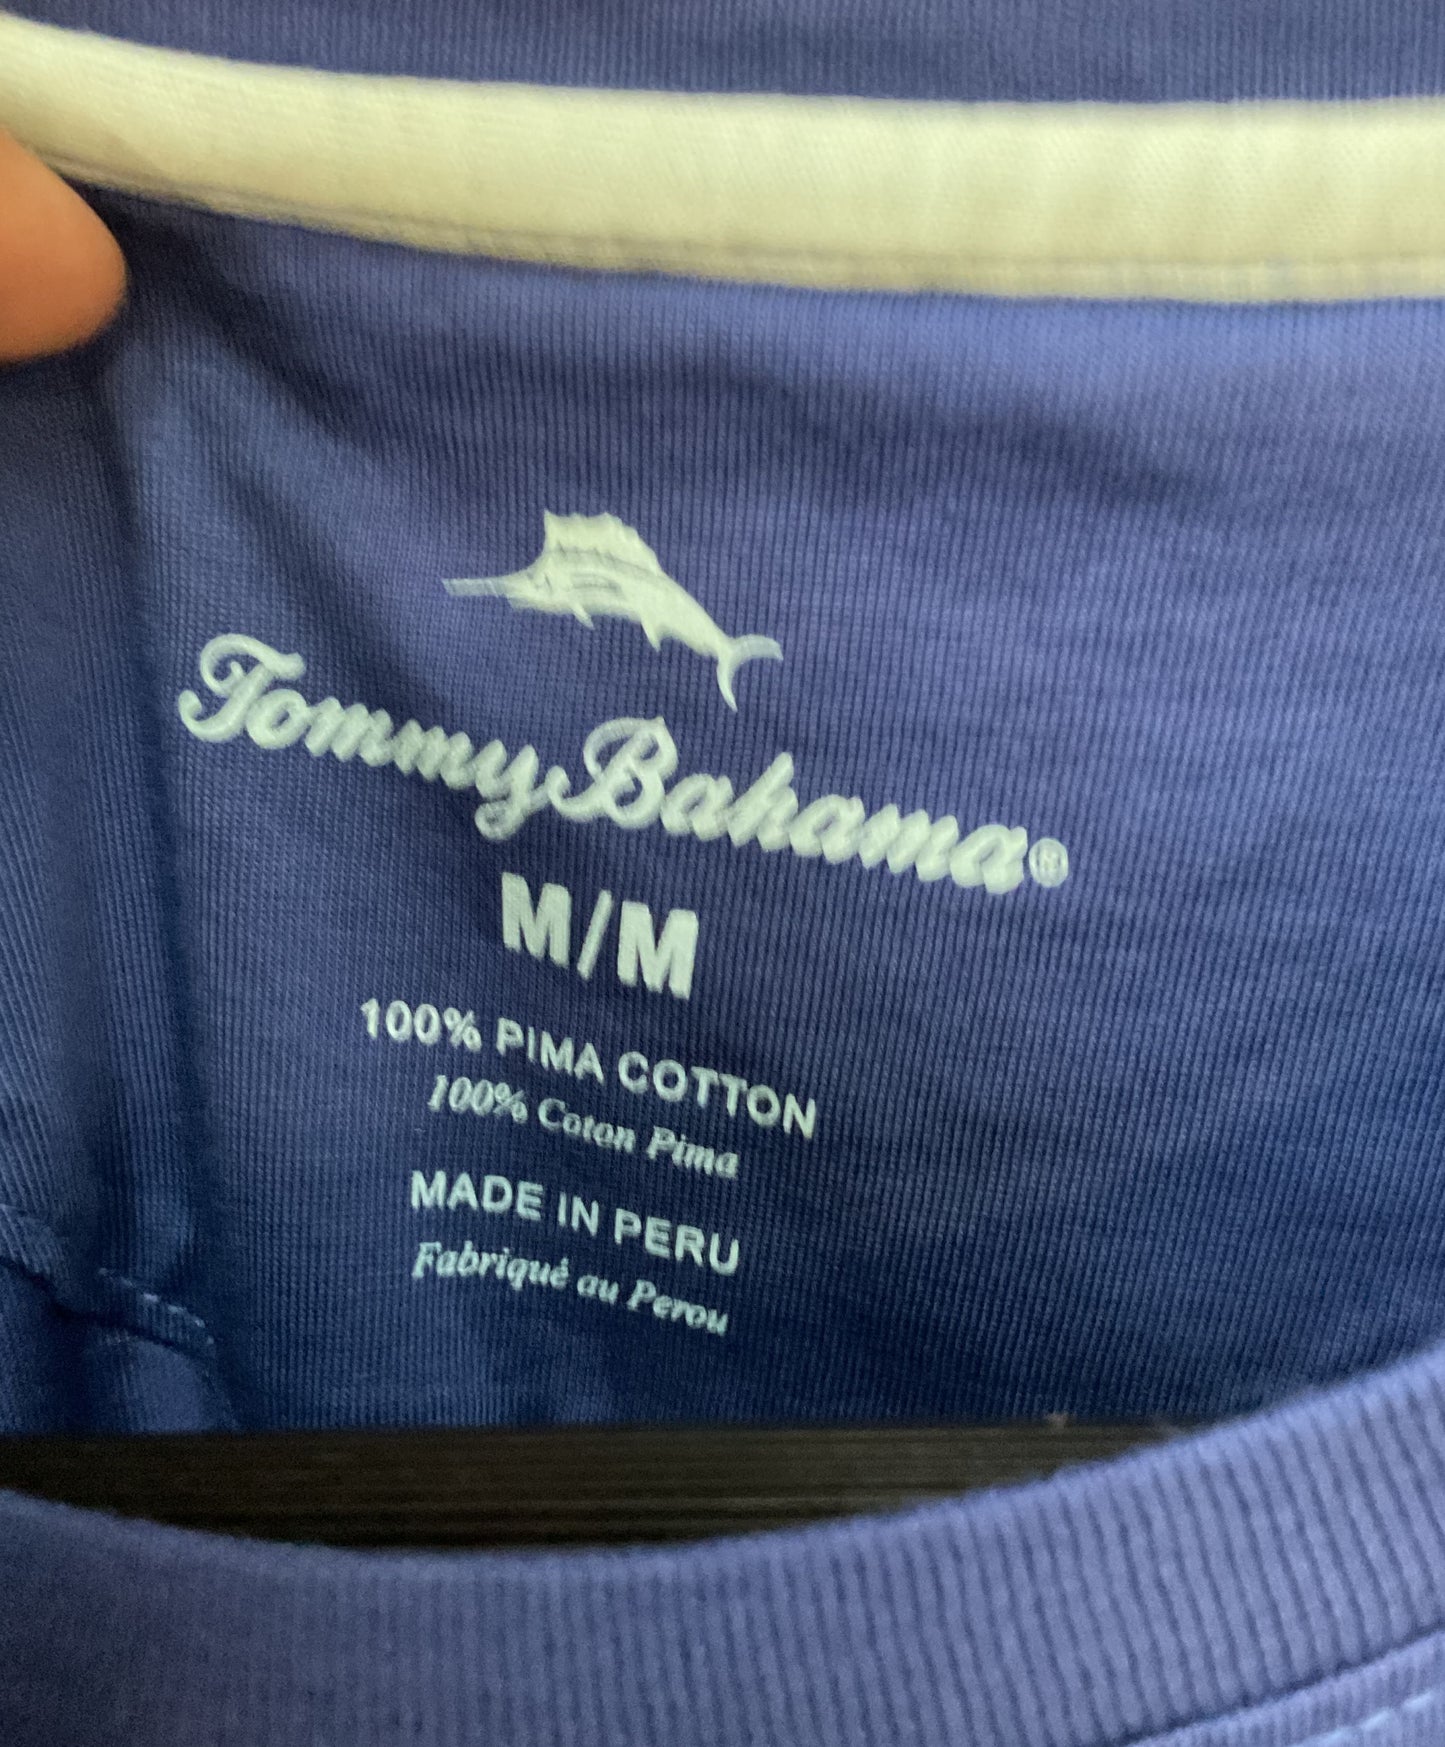 Tommy Bahama®
M/M
100% PIMA COTTON
100% Coton Pima
MADE IN PERU
Fabriqué au Perou